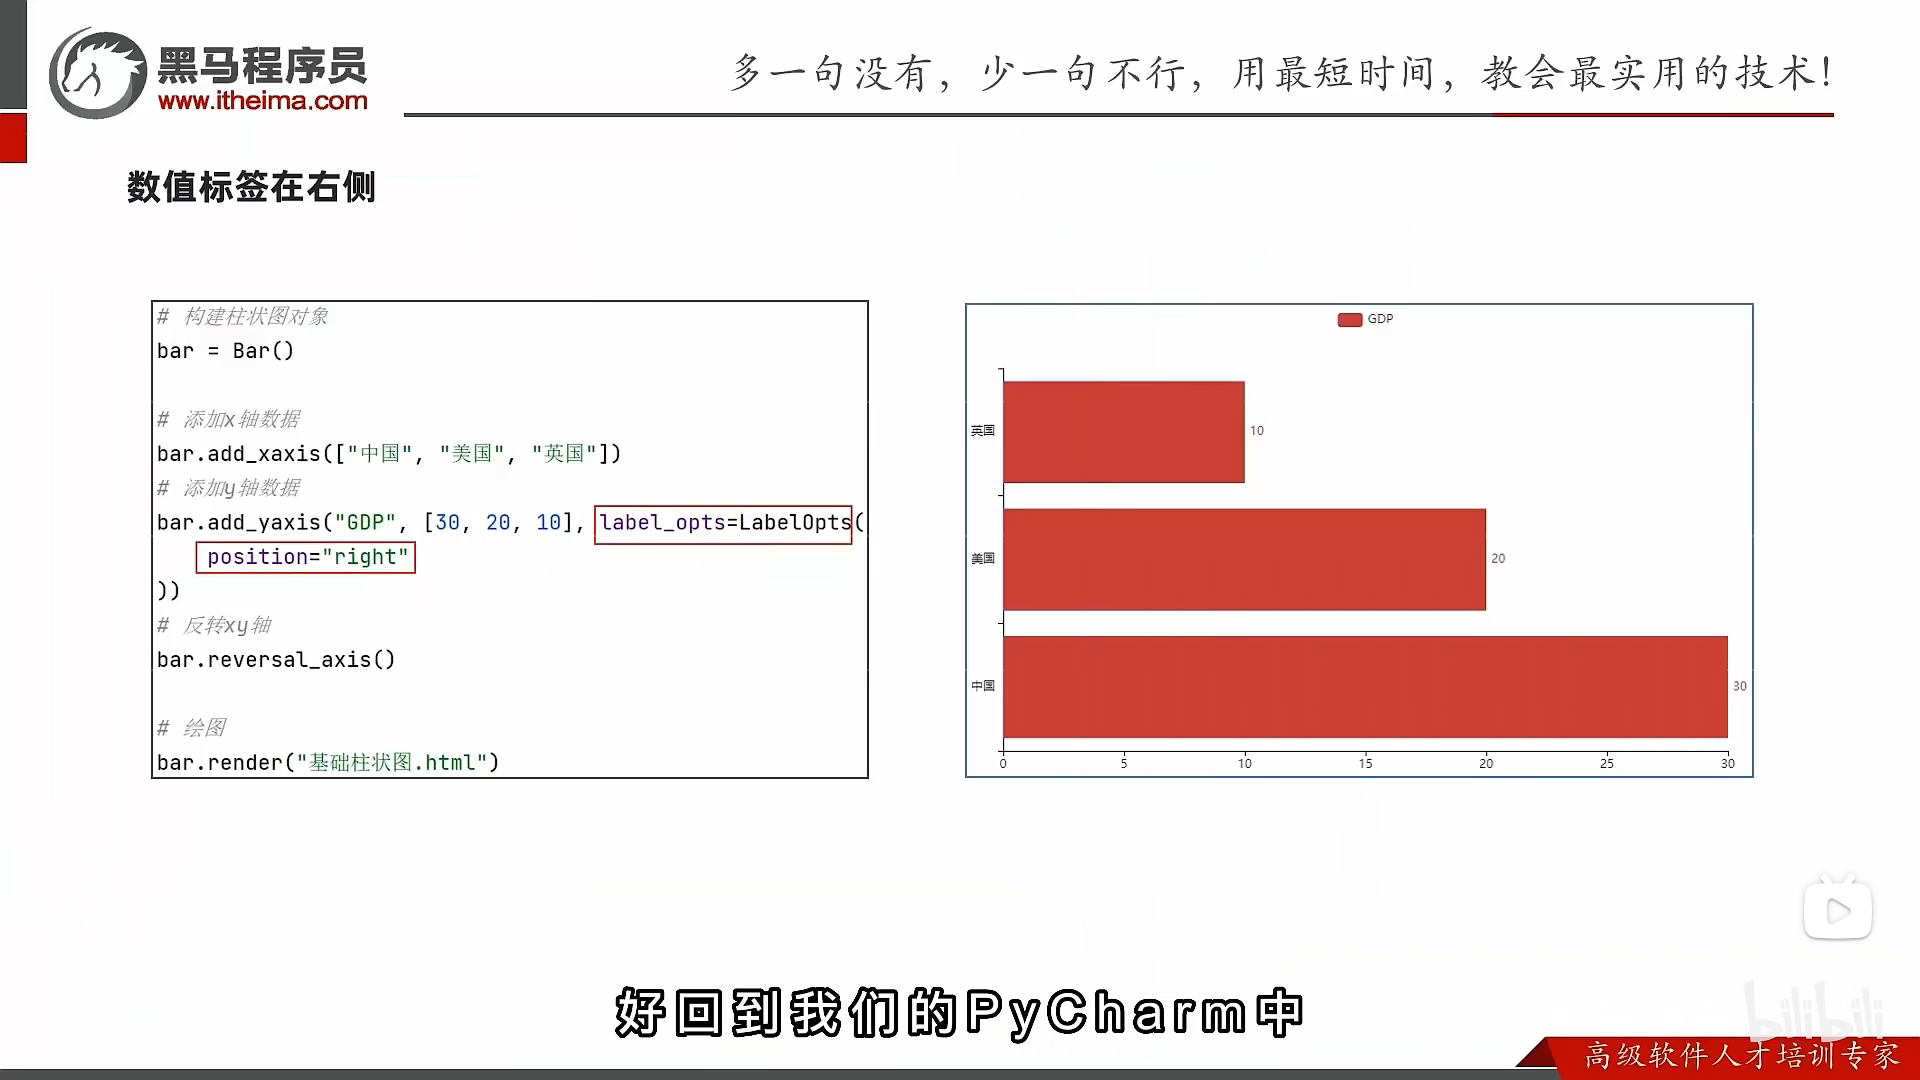 黑马程序员
www.itheima.com
多一句没有，少一句不行，用最短时间，教会最实用的技术！
数值标签在右侧
# 构建柱状图对象
bar = Bar()
# 添加x轴数据
bar.add_xaxis(["中国", "美国", "英国"])
# 添加y轴数据
bar.add_yaxis("GDP", [30, 20, 10], label_opts=LabelOpts(
position="right"
))
# 反转xy轴
bar.reversal_axis()
# 绘图
bar.render("基础柱状图.html")
GDP
英国 10
美国 20
中国 30
0 5 10 15 20 25 30
好回到我们的PyCharm中
bilibili
高级软件人才培训专家